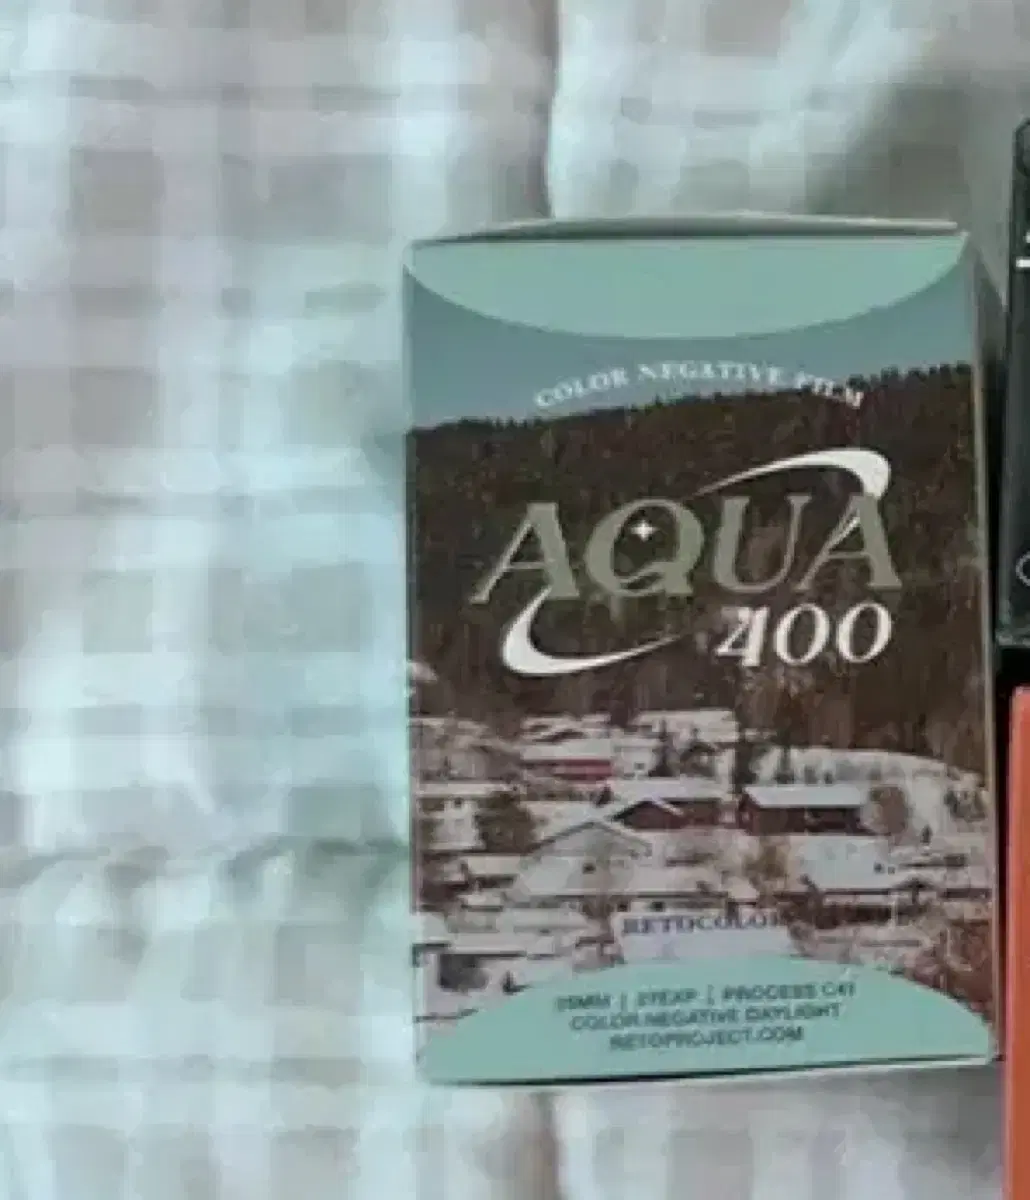 COLOR NEGATIVE FILM
AQUA
400
RETOCOLOR
35MM | 27EXP | PROCESS C41
COLOR NEGATIVE DAYLIGHT
RETOPROJECT.COM